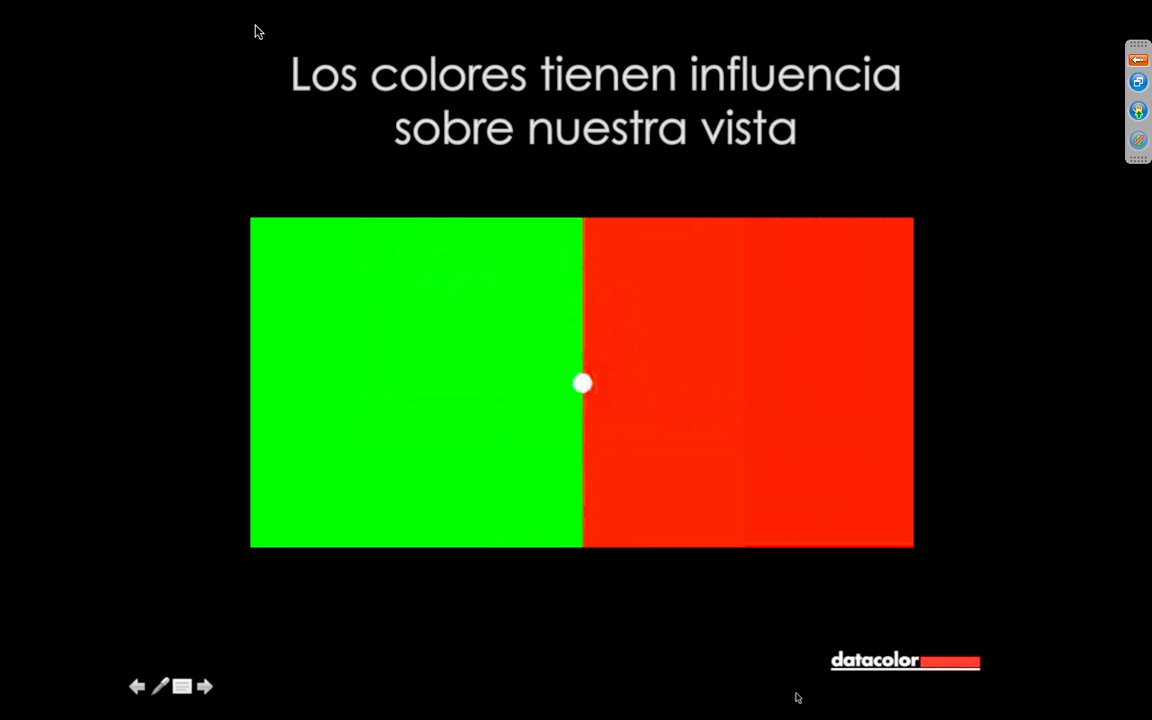 Los colores tienen influencia
sobre nuestra vista
datacolor